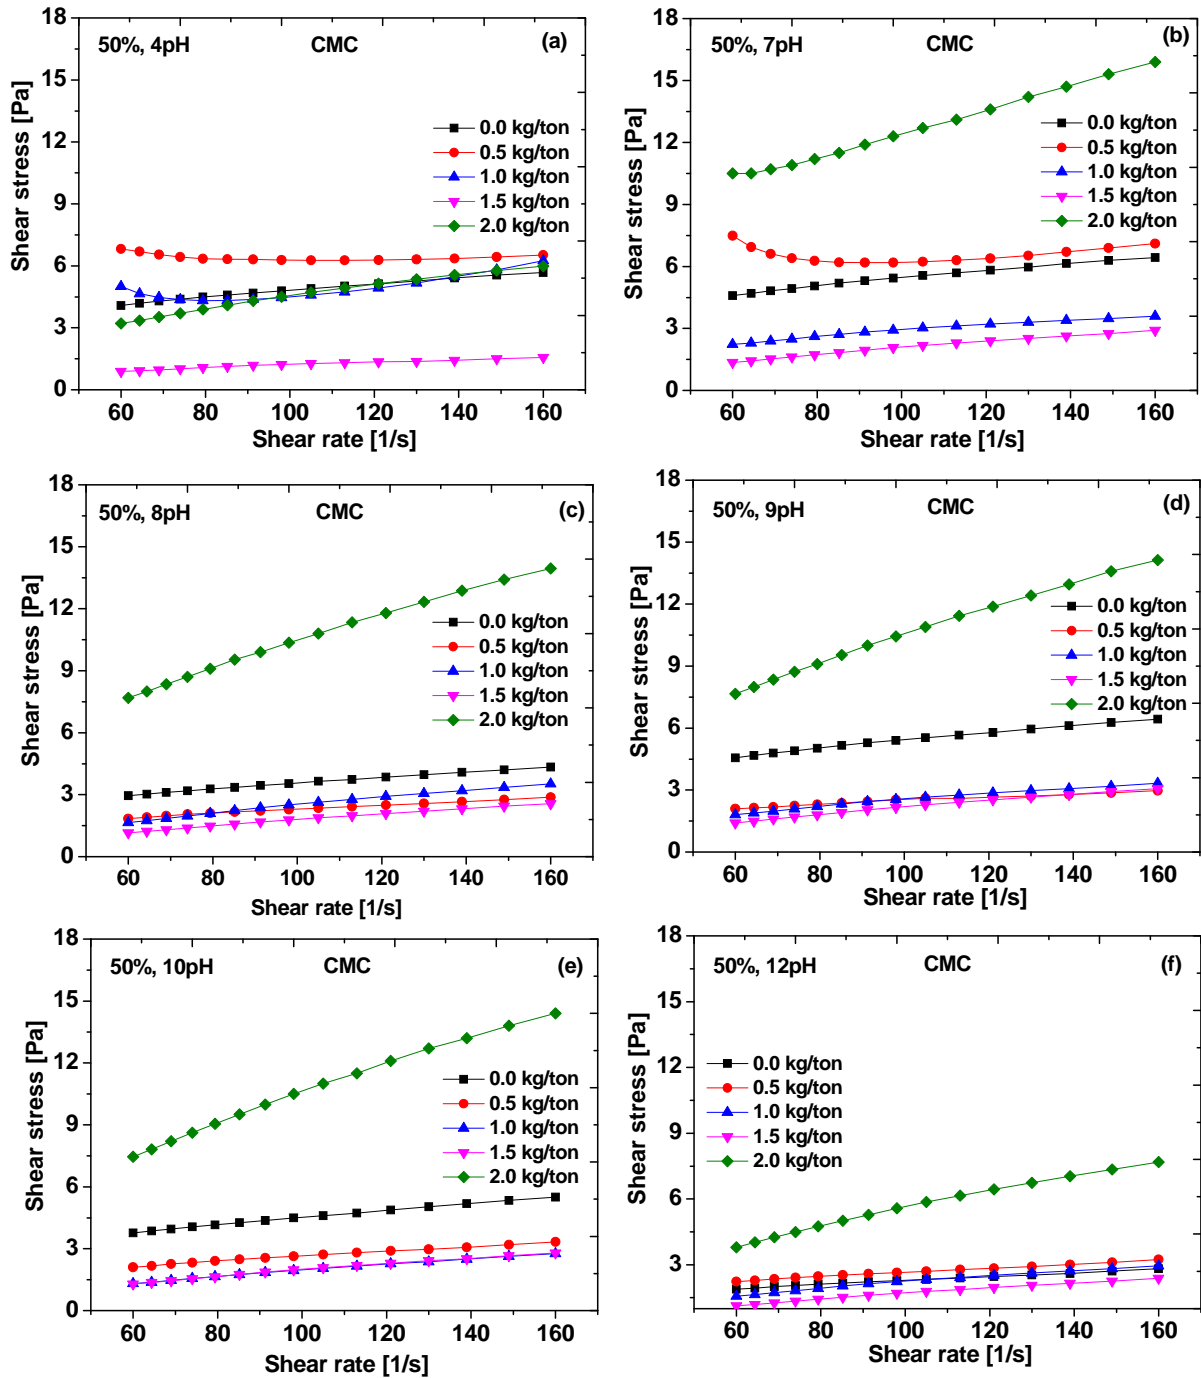 50%, 4pH CMC (a)
Shear stress [Pa]
18
15
12
9
6
3
0
0.0 kg/ton
0.5 kg/ton
1.0 kg/ton
1.5 kg/ton
2.0 kg/ton
60 80 100 120 140 160
Shear rate [1/s]
50%, 7pH CMC (b)
Shear stress [Pa]
18
15
12
9
6
3
0
0.0 kg/ton
0.5 kg/ton
1.0 kg/ton
1.5 kg/ton
2.0 kg/ton
60 80 100 120 140 160
Shear rate [1/s]
50%, 8pH CMC (c)
Shear stress [Pa]
18
15
12
9
6
3
0
0.0 kg/ton
0.5 kg/ton
1.0 kg/ton
1.5 kg/ton
2.0 kg/ton
60 80 100 120 140 160
Shear rate [1/s]
50%, 9pH CMC (d)
Shear stress [Pa]
18
15
12
9
6
3
0
0.0 kg/ton
0.5 kg/ton
1.0 kg/ton
1.5 kg/ton
2.0 kg/ton
60 80 100 120 140 160
Shear rate [1/s]
50%, 10pH CMC (e)
Shear stress [Pa]
18
15
12
9
6
3
0
0.0 kg/ton
0.5 kg/ton
1.0 kg/ton
1.5 kg/ton
2.0 kg/ton
60 80 100 120 140 160
Shear rate [1/s]
50%, 12pH CMC (f)
Shear stress [Pa]
18
15
12
9
6
3
0.0 kg/ton
0.5 kg/ton
1.0 kg/ton
1.5 kg/ton
2.0 kg/ton
60 80 100 120 140 160
Shear rate [1/s]